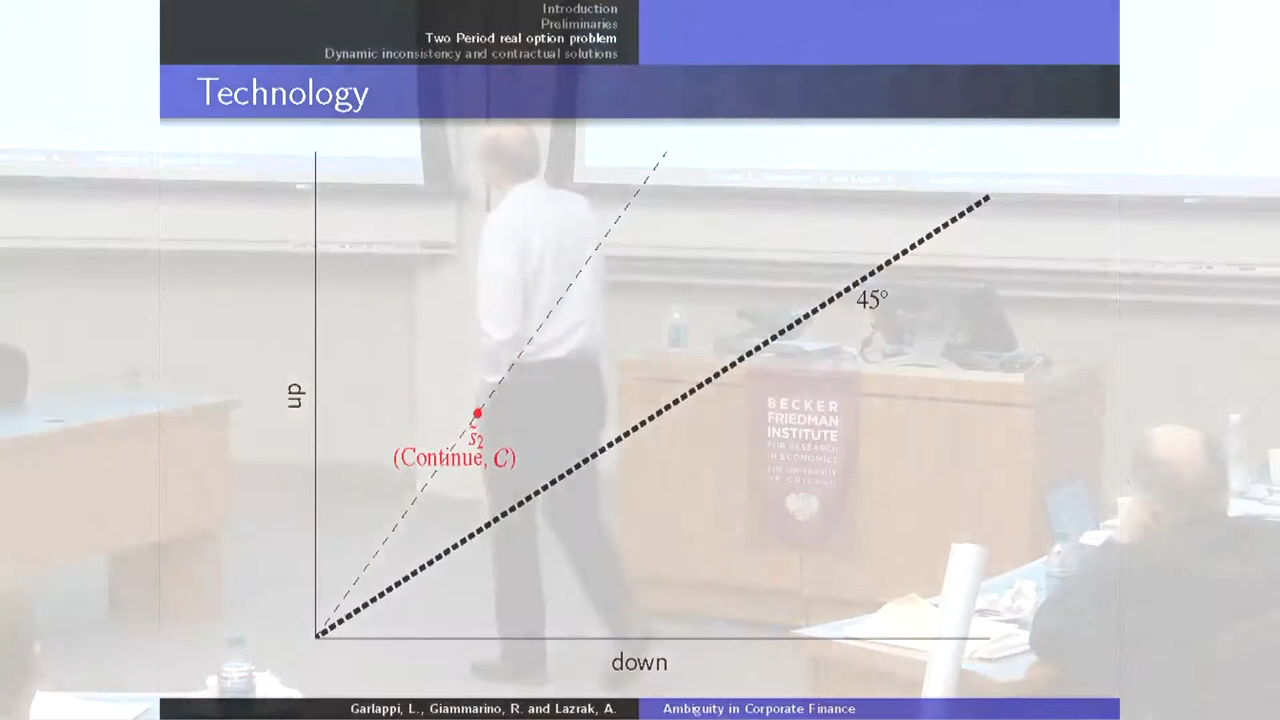 Introduction
Preliminaries
Two Period real option problem
Dynamic inconsistency and contractual solutions
Technology
45°
up
s̃₂
(Continue, C)
BECKER
FRIEDMAN
INSTITUTE
FOR RESEARCH
IN ECONOMICS
THE UNIVERSITY
OF CHICAGO
down
Garlappi, L., Giammarino, R. and Lazrak, A.
Ambiguity in Corporate Finance